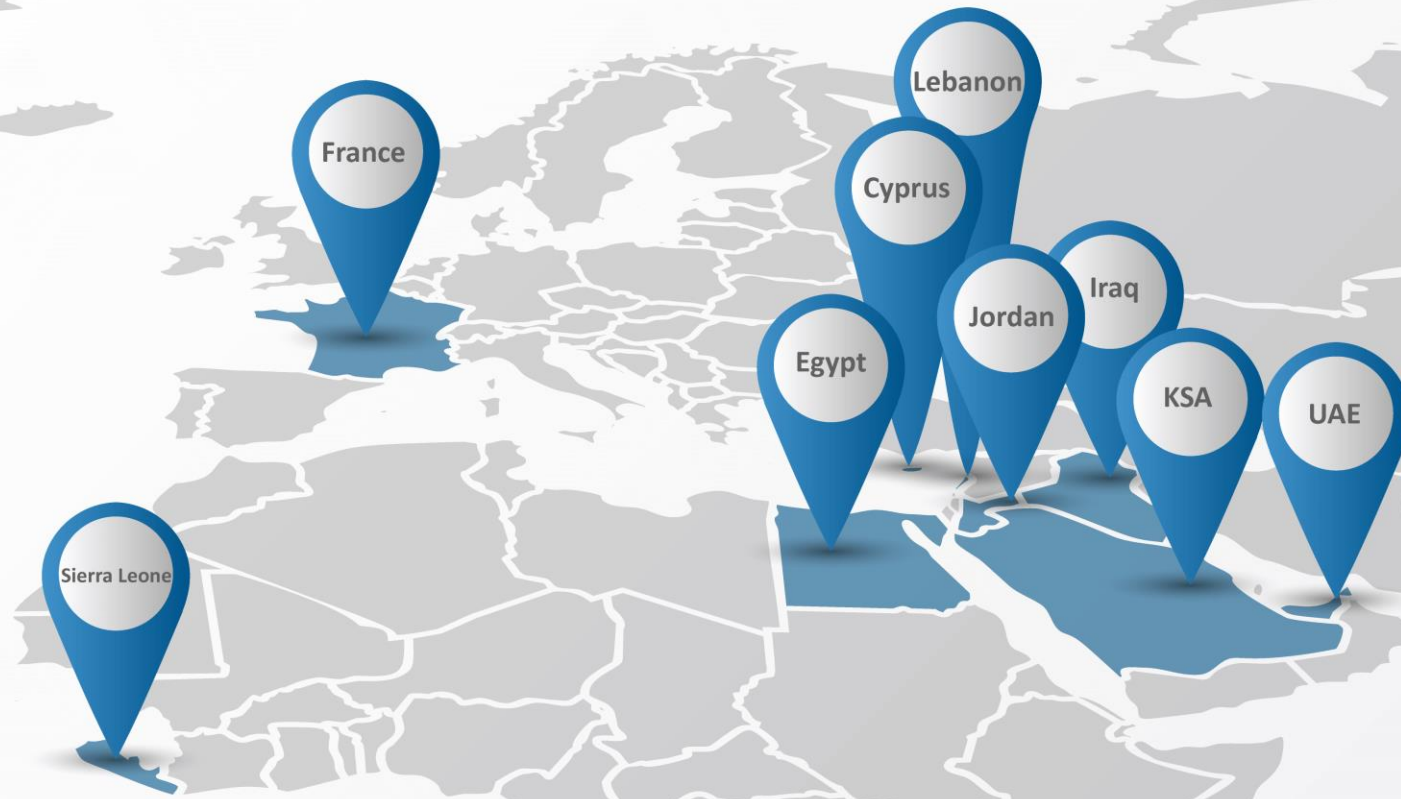 Lebanon
France
Cyprus
Iraq
Jordan
Egypt
KSA
UAE
Sierra Leone